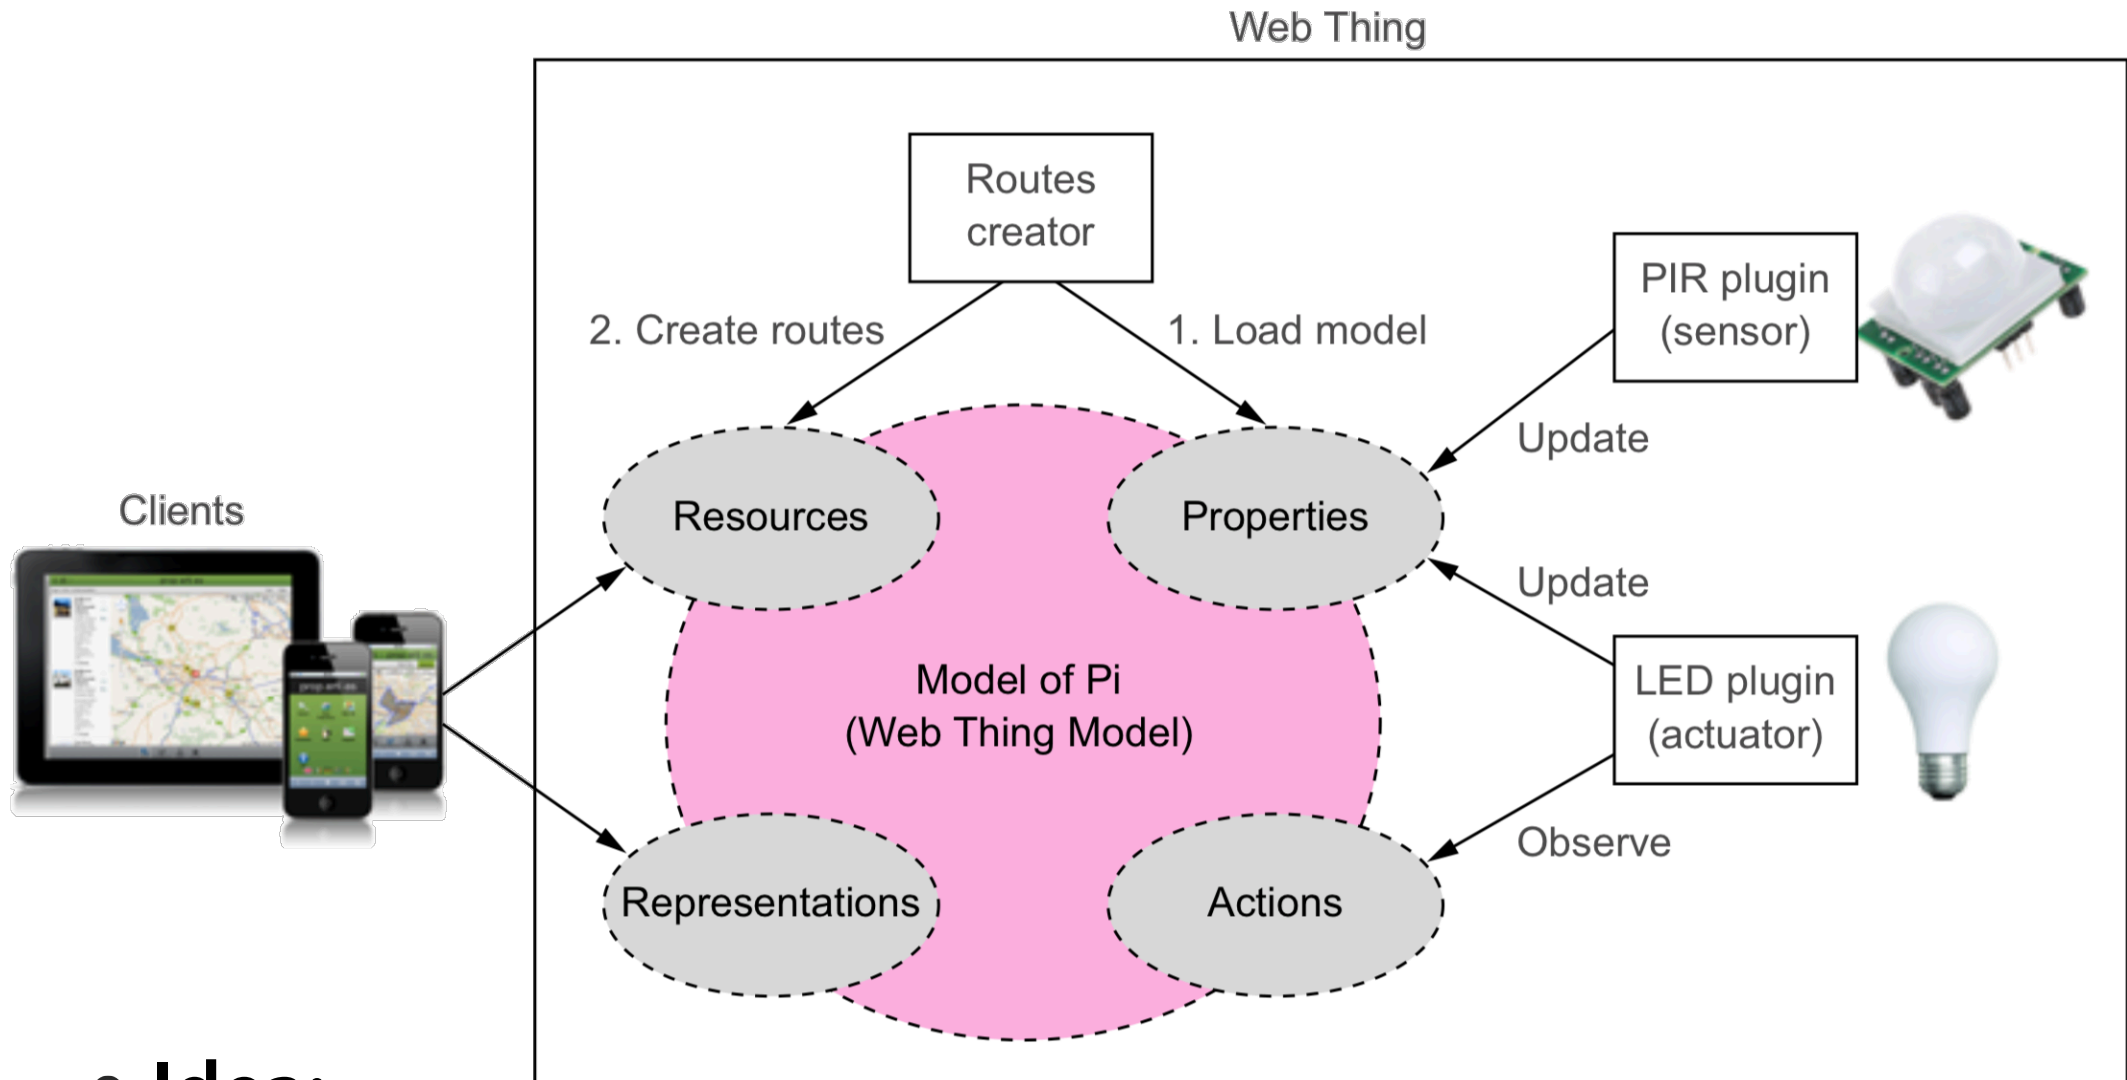 Web Thing
Routes
creator
PIR plugin
(sensor)
2. Create routes
1. Load model
Update
Clients
Resources
Properties
Update
Model of Pi
(Web Thing Model)
LED plugin
(actuator)
Observe
Representations
Actions